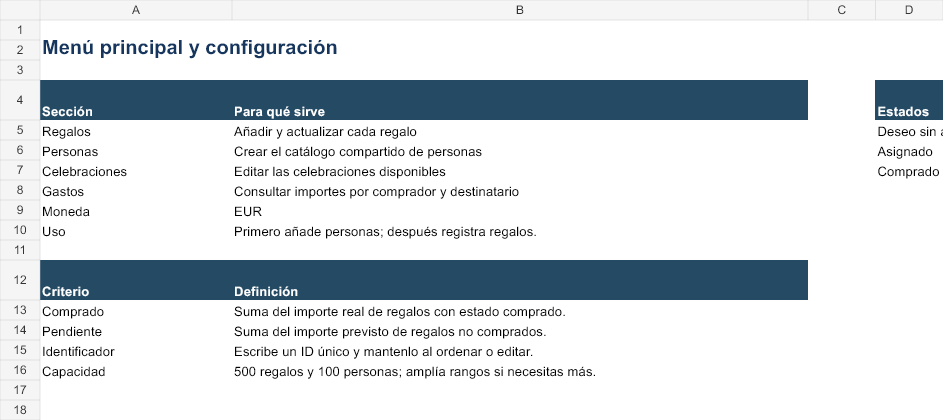 A B C D
1
2 Menú principal y configuración
3
4 Sección Para qué sirve Estados
5 Regalos Añadir y actualizar cada regalo Deseo sin
6 Personas Crear el catálogo compartido de personas Asignado
7 Celebraciones Editar las celebraciones disponibles Comprado
8 Gastos Consultar importes por comprador y destinatario
9 Moneda EUR
10 Uso Primero añade personas; después registra regalos.
11
12 Criterio Definición
13 Comprado Suma del importe real de regalos con estado comprado.
14 Pendiente Suma del importe previsto de regalos no comprados.
15 Identificador Escribe un ID único y mantenlo al ordenar o editar.
16 Capacidad 500 regalos y 100 personas; amplía rangos si necesitas más.
17
18